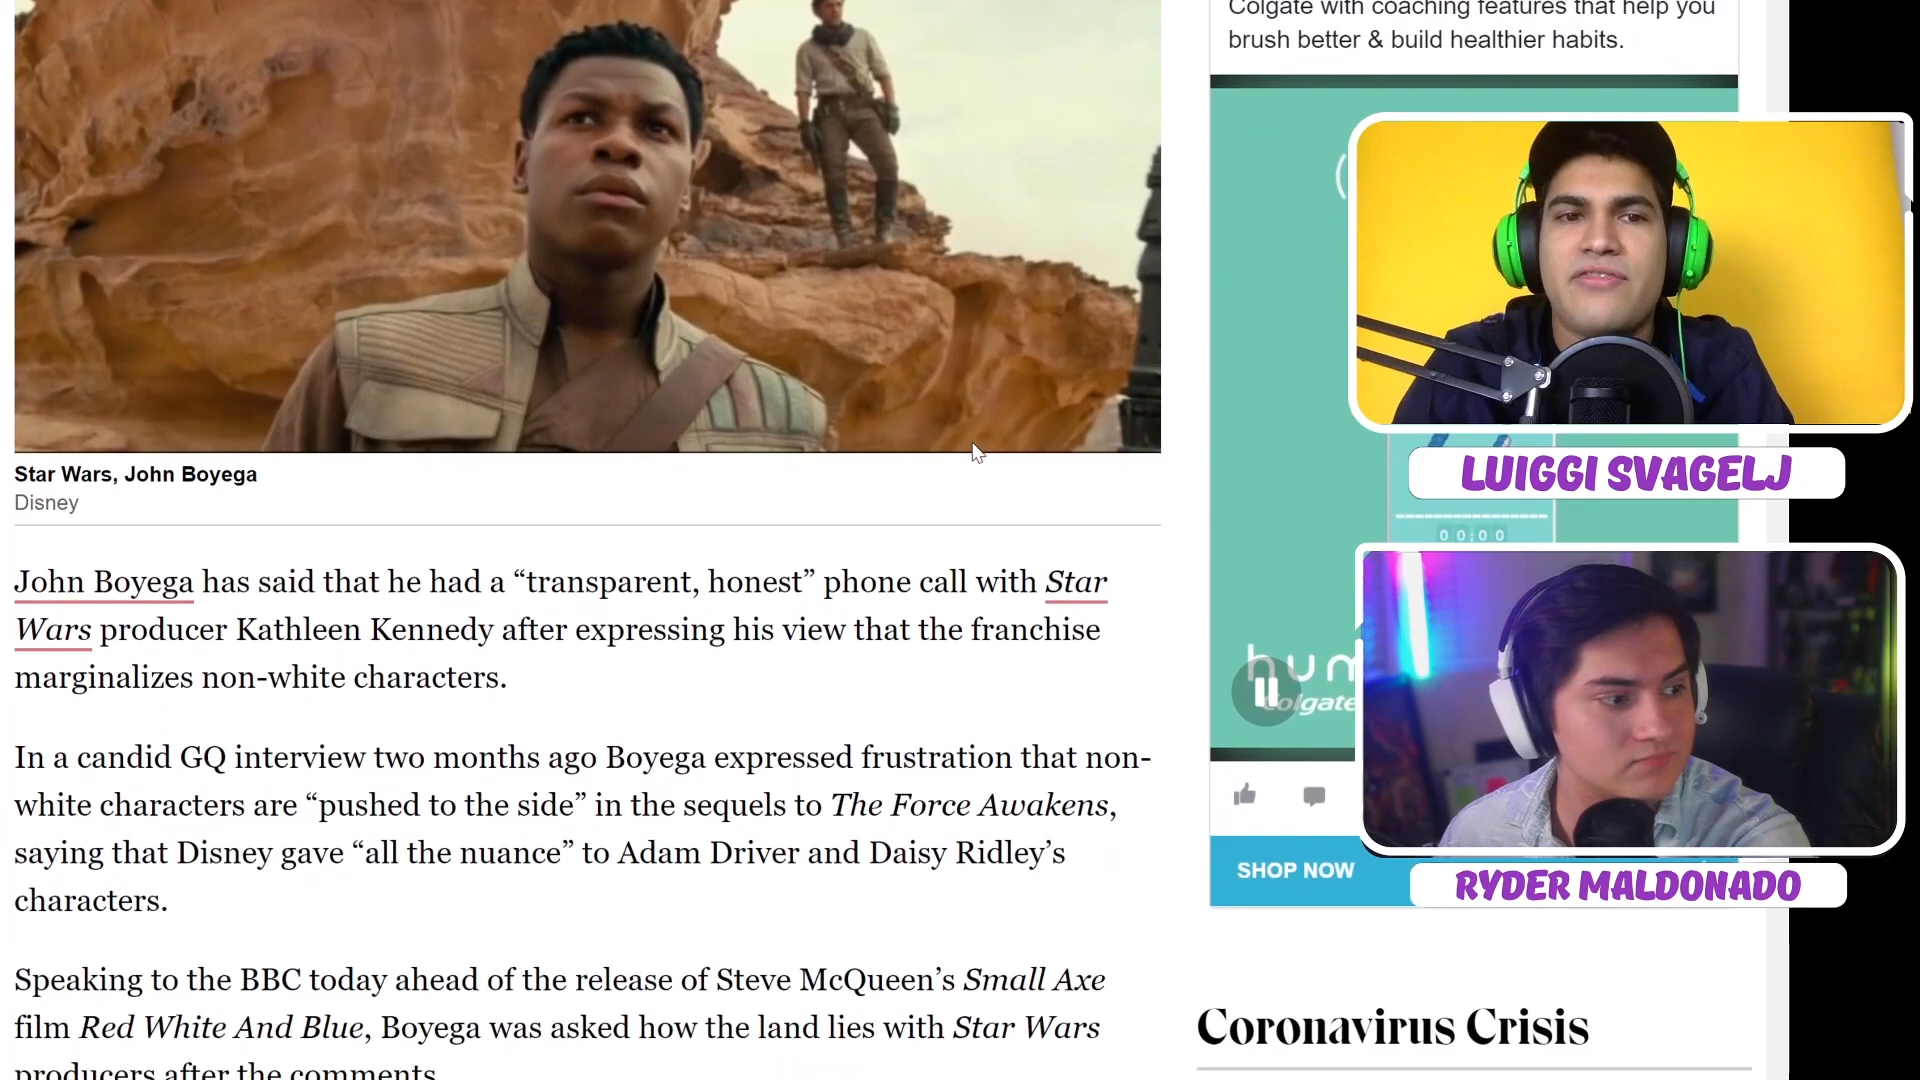 Colgate with coaching features that help you
brush better & build healthier habits.
Star Wars, John Boyega
Disney
John Boyega has said that he had a “transparent, honest” phone call with Star
Wars producer Kathleen Kennedy after expressing his view that the franchise
marginalizes non-white characters.
In a candid GQ interview two months ago Boyega expressed frustration that non-
white characters are “pushed to the side” in the sequels to The Force Awakens,
saying that Disney gave “all the nuance” to Adam Driver and Daisy Ridley’s
characters.
Speaking to the BBC today ahead of the release of Steve McQueen’s Small Axe
film Red White And Blue, Boyega was asked how the land lies with Star Wars
producers after the comments.
LUIGGI SVAGELJ
00:00
hum
Colgate
SHOP NOW
RYDER MALDONADO
Coronavirus Crisis